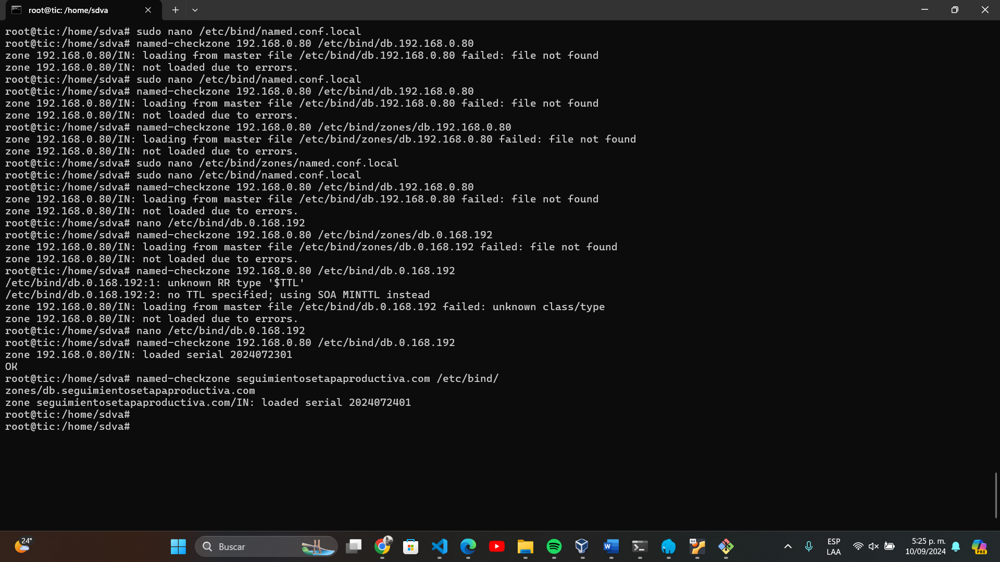 root@tic: /home/sdva
root@tic:/home/sdva# sudo nano /etc/bind/named.conf.local
root@tic:/home/sdva# named-checkzone 192.168.0.80 /etc/bind/db.192.168.0.80
zone 192.168.0.80/IN: loading from master file /etc/bind/db.192.168.0.80 failed: file not found
zone 192.168.0.80/IN: not loaded due to errors.
root@tic:/home/sdva# sudo nano /etc/bind/named.conf.local
root@tic:/home/sdva# named-checkzone 192.168.0.80 /etc/bind/db.192.168.0.80
zone 192.168.0.80/IN: loading from master file /etc/bind/db.192.168.0.80 failed: file not found
zone 192.168.0.80/IN: not loaded due to errors.
root@tic:/home/sdva# named-checkzone 192.168.0.80 /etc/bind/zones/db.192.168.0.80
zone 192.168.0.80/IN: loading from master file /etc/bind/zones/db.192.168.0.80 failed: file not found
zone 192.168.0.80/IN: not loaded due to errors.
root@tic:/home/sdva# sudo nano /etc/bind/zones/named.conf.local
root@tic:/home/sdva# sudo nano /etc/bind/named.conf.local
root@tic:/home/sdva# named-checkzone 192.168.0.80 /etc/bind/db.192.168.0.80
zone 192.168.0.80/IN: loading from master file /etc/bind/db.192.168.0.80 failed: file not found
zone 192.168.0.80/IN: not loaded due to errors.
root@tic:/home/sdva# nano /etc/bind/db.0.168.192
root@tic:/home/sdva# named-checkzone 192.168.0.80 /etc/bind/zones/db.0.168.192
zone 192.168.0.80/IN: loading from master file /etc/bind/zones/db.0.168.192 failed: file not found
zone 192.168.0.80/IN: not loaded due to errors.
root@tic:/home/sdva# named-checkzone 192.168.0.80 /etc/bind/db.0.168.192
/etc/bind/db.0.168.192:1: unknown RR type '$TTL'
/etc/bind/db.0.168.192:2: no TTL specified; using SOA MINTTL instead
zone 192.168.0.80/IN: loading from master file /etc/bind/db.0.168.192 failed: unknown class/type
zone 192.168.0.80/IN: not loaded due to errors.
root@tic:/home/sdva# nano /etc/bind/db.0.168.192
root@tic:/home/sdva# named-checkzone 192.168.0.80 /etc/bind/db.0.168.192
zone 192.168.0.80/IN: loaded serial 2024072301
OK
root@tic:/home/sdva# named-checkzone seguimientosetapaproductiva.com /etc/bind/
zones/db.seguimientosetapaproductiva.com
zone seguimientosetapaproductiva.com/IN: loaded serial 2024072401
root@tic:/home/sdva#
root@tic:/home/sdva#
24°
Buscar
W
64
ESP
LAA
5:25 p. m.
10/09/2024
PRE